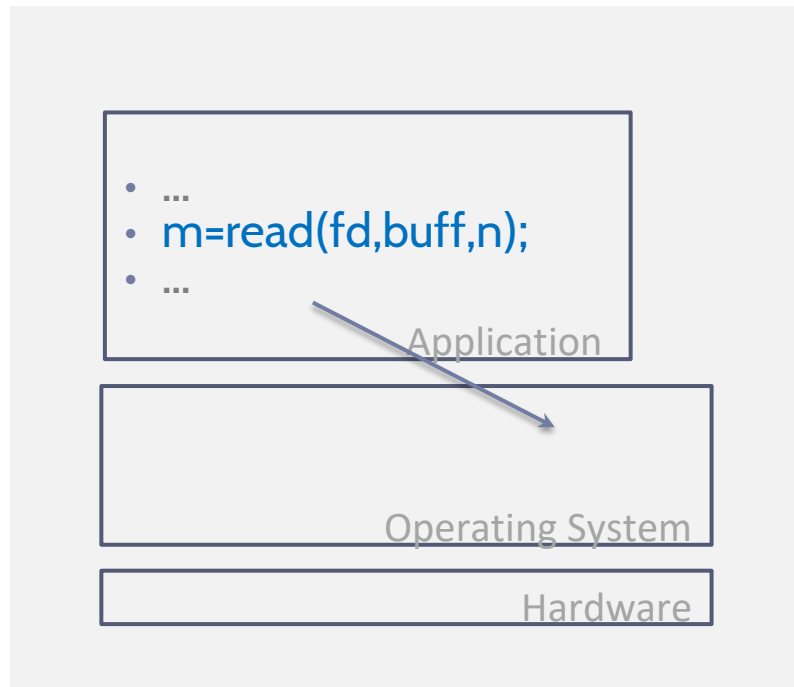 • ...
• m=read(fd,buff,n);
• ...
Application
Operating System
Hardware